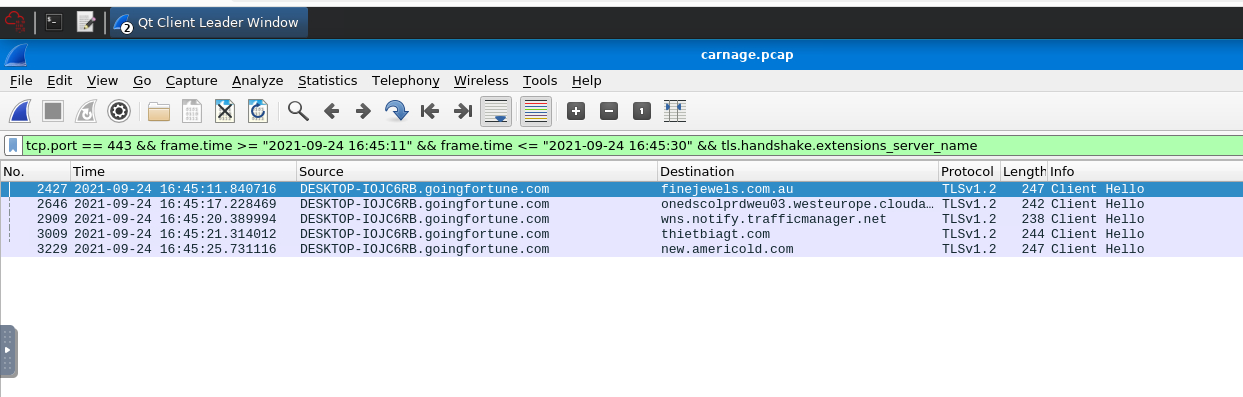 2 Qt Client Leader Window
carnage.pcap
File Edit View Go Capture Analyze Statistics Telephony Wireless Tools Help
tcp.port == 443 && frame.time >= "2021-09-24 16:45:11" && frame.time <= "2021-09-24 16:45:30" && tls.handshake.extensions_server_name
No. Time Source Destination Protocol Length Info
2427 2021-09-24 16:45:11.840716 DESKTOP-IOJC6RB.goingfortune.com finejewels.com.au TLSv1.2 247 Client Hello
2646 2021-09-24 16:45:17.228469 DESKTOP-IOJC6RB.goingfortune.com onedscolprdweu03.westeurope.clouda… TLSv1.2 242 Client Hello
2909 2021-09-24 16:45:20.389994 DESKTOP-IOJC6RB.goingfortune.com wns.notify.trafficmanager.net TLSv1.2 238 Client Hello
3009 2021-09-24 16:45:21.314012 DESKTOP-IOJC6RB.goingfortune.com thietbiagt.com TLSv1.2 244 Client Hello
3229 2021-09-24 16:45:25.731116 DESKTOP-IOJC6RB.goingfortune.com new.americold.com TLSv1.2 247 Client Hello